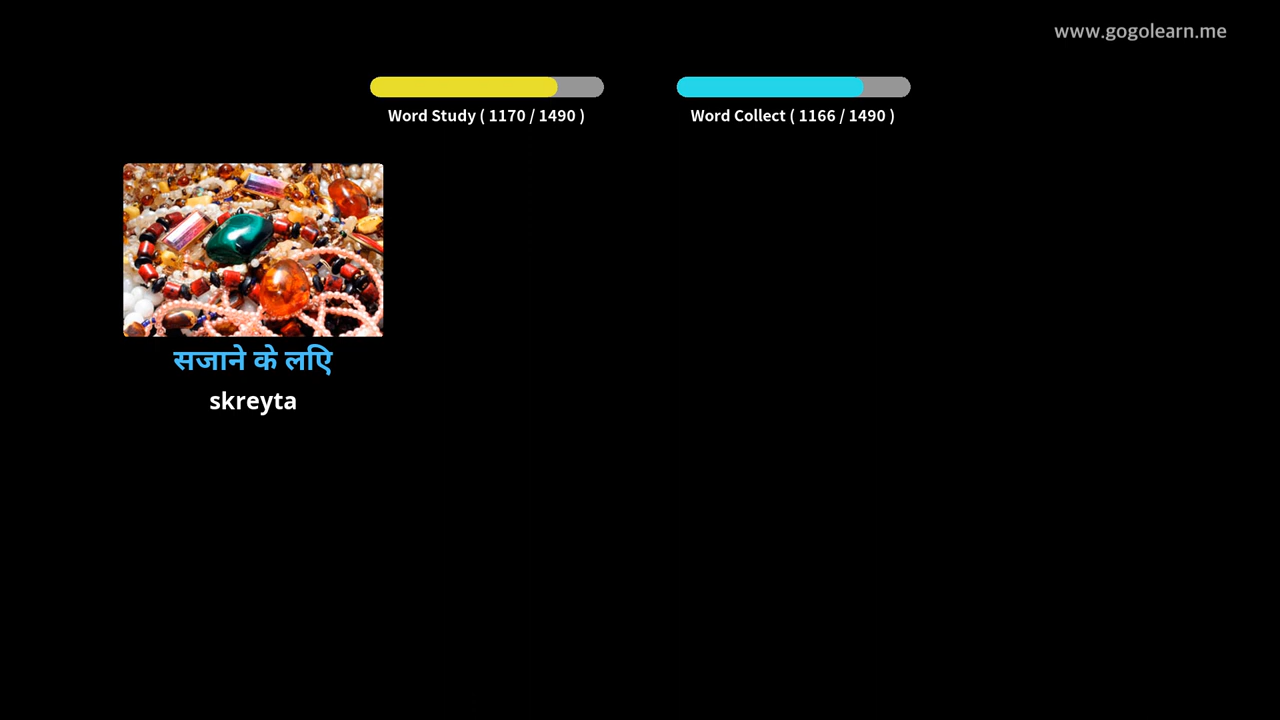 www.gogolearn.me
Word Study ( 1170 / 1490 )
Word Collect ( 1166 / 1490 )
सजाने के लिए
skreyta